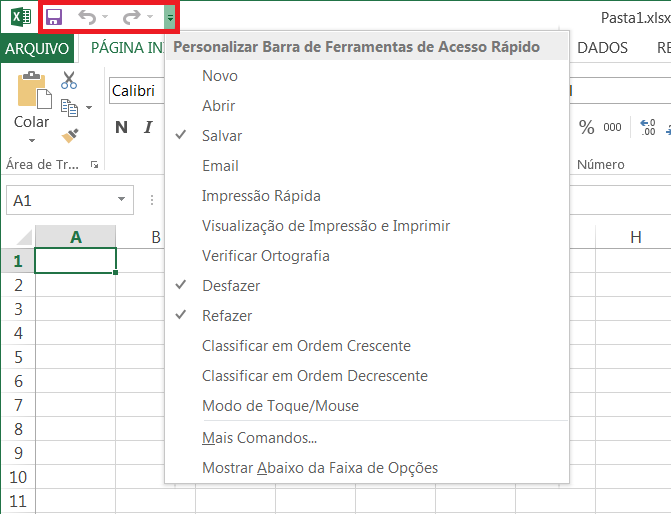 Pasta1.xlsx
ARQUIVO PÁGINA IN DADOS RE
Personalizar Barra de Ferramentas de Acesso Rápido
Novo
Abrir
Salvar
Email
Impressão Rápida
Visualização de Impressão e Imprimir
Verificar Ortografia
Desfazer
Refazer
Classificar em Ordem Crescente
Classificar em Ordem Decrescente
Modo de Toque/Mouse
Mais Comandos...
Mostrar Abaixo da Faixa de Opções
Colar
Calibri
N I
% 000 ,00
Área de Tr... Número
A1
A B H
1
2
3
4
5
6
7
8
9
10
11